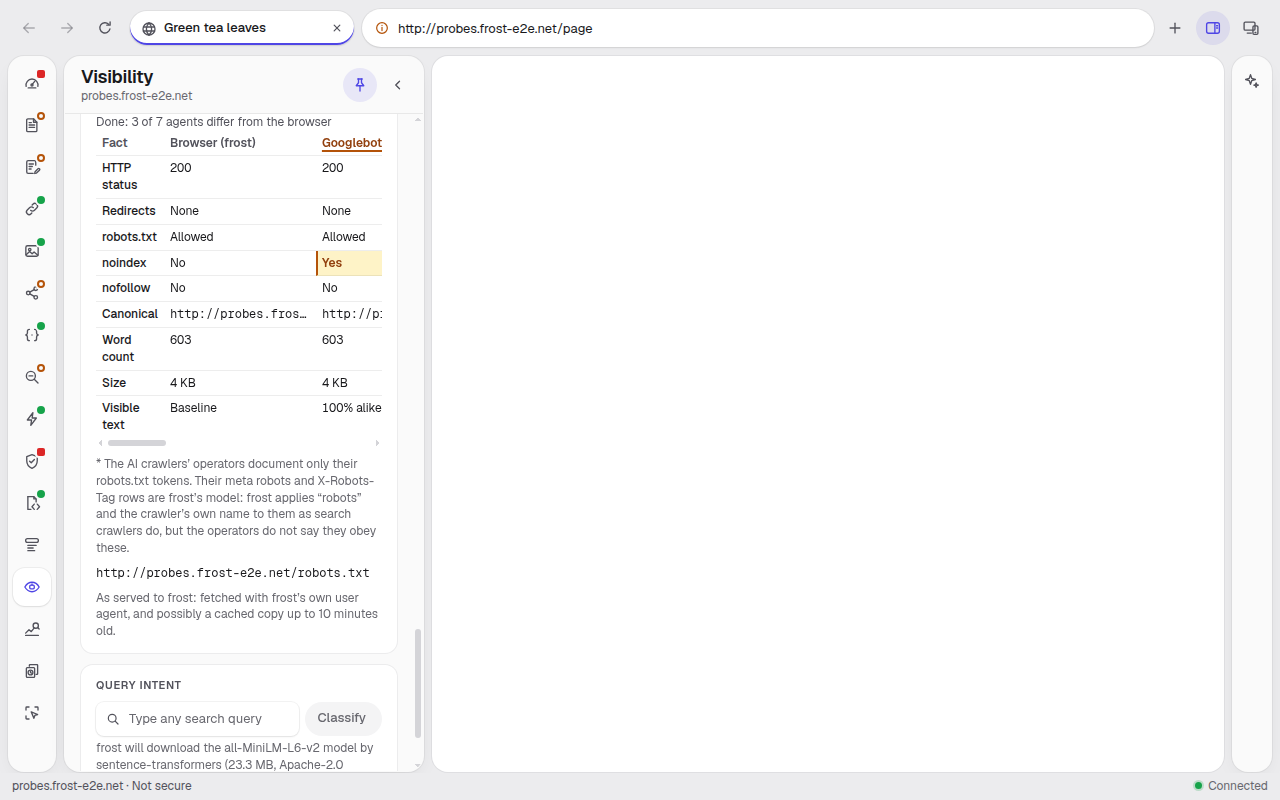 Green tea leaves
http://probes.frost-e2e.net/page
Visibility
probes.frost-e2e.net
Done: 3 of 7 agents differ from the browser
Fact Browser (frost) Googlebot
HTTP status 200 200
Redirects None None
robots.txt Allowed Allowed
noindex No Yes
nofollow No No
Canonical http://probes.fros… http://pr
Word count 603 603
Size 4 KB 4 KB
Visible text Baseline 100% alike
* The AI crawlers’ operators document only their
robots.txt tokens. Their meta robots and X-Robots-
Tag rows are frost’s model: frost applies “robots”
and the crawler’s own name to them as search
crawlers do, but the operators do not say they obey
these.
http://probes.frost-e2e.net/robots.txt
As served to frost: fetched with frost’s own user
agent, and possibly a cached copy up to 10 minutes
old.
QUERY INTENT
Type any search query Classify
frost will download the all-MiniLM-L6-v2 model by
sentence-transformers (23.3 MB, Apache-2.0
probes.frost-e2e.net · Not secure
Connected